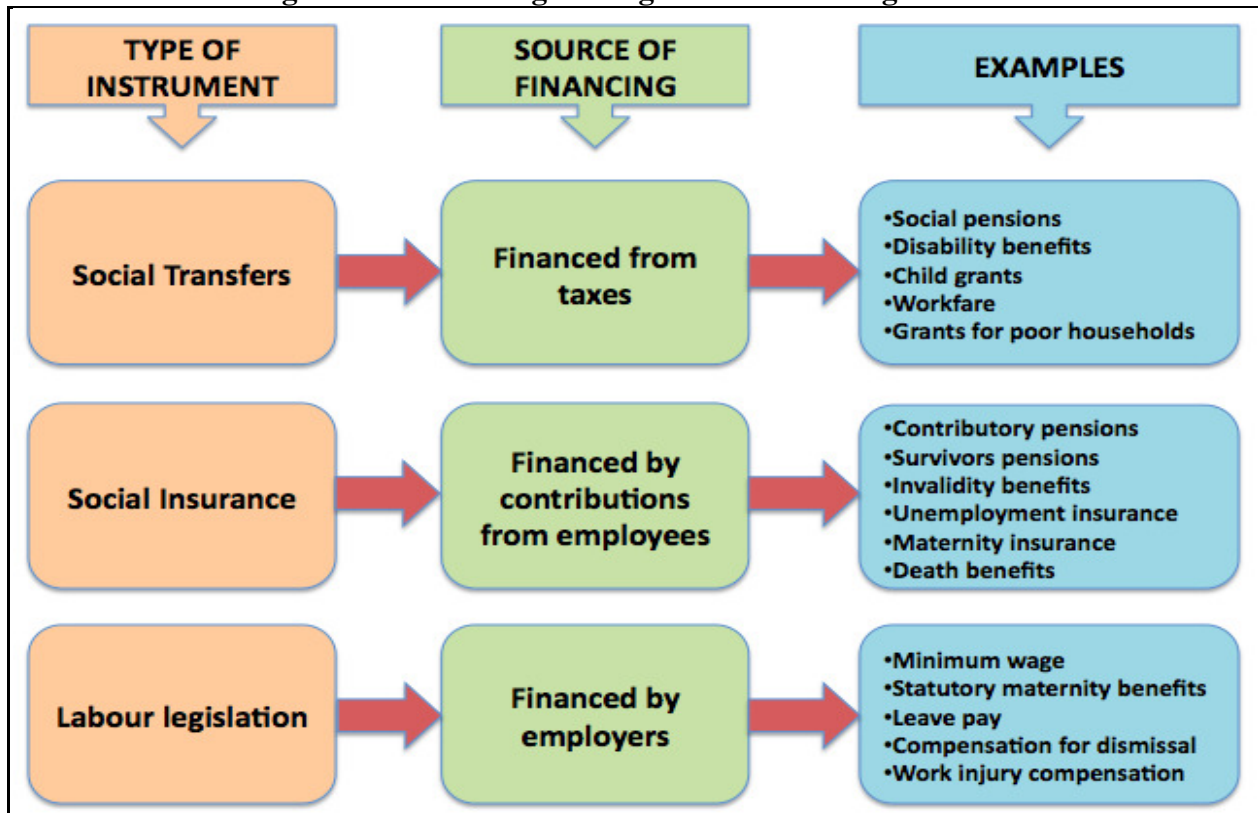 TYPE OF
INSTRUMENT
SOURCE OF
FINANCING
EXAMPLES
Social Transfers
Financed from
taxes
•Social pensions
•Disability benefits
•Child grants
•Workfare
•Grants for poor households
Social Insurance
Financed by
contributions
from employees
•Contributory pensions
•Survivors pensions
•Invalidity benefits
•Unemployment insurance
•Maternity insurance
•Death benefits
Labour legislation
Financed by
employers
•Minimum wage
•Statutory maternity benefits
•Leave pay
•Compensation for dismissal
•Work injury compensation